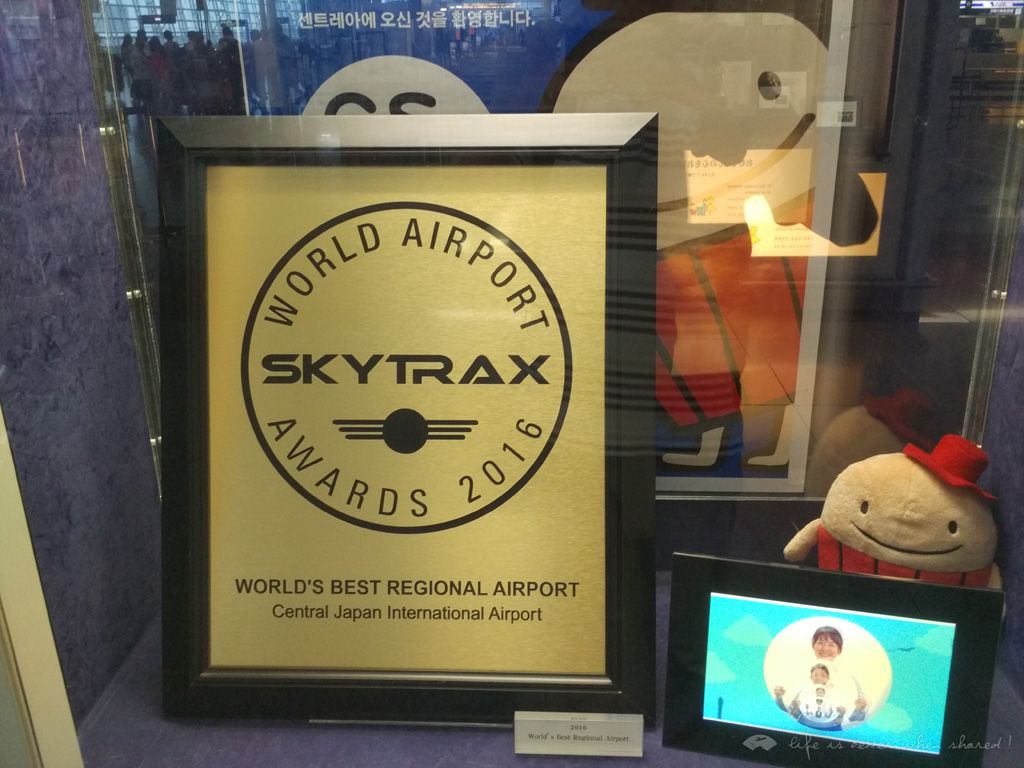 센트레아에 오신 것을 환영합니다.
CS
WORLD AIRPORT
SKYTRAX
AWARDS 2016
WORLD'S BEST REGIONAL AIRPORT
Central Japan International Airport
2016
World's Best Regional Airport
life is better when shared!